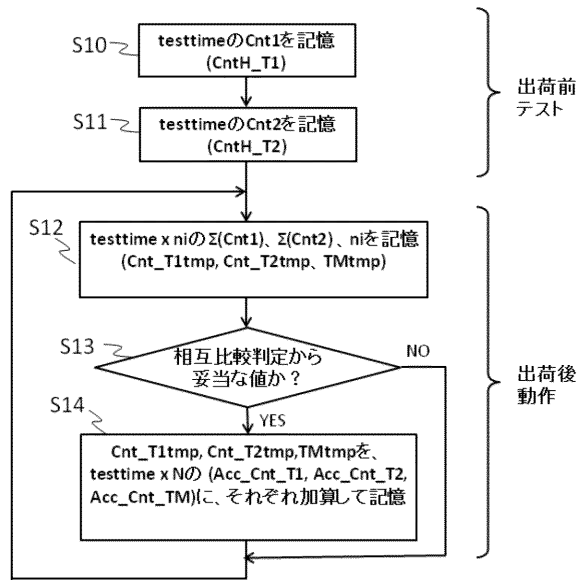 S10
testtimeのCnt1を記憶
(CntH_T1)
出荷前
テスト
S11
testtimeのCnt2を記憶
(CntH_T2)
S12
testtime x niのΣ(Cnt1)、Σ(Cnt2) 、niを記憶
(Cnt_T1tmp, Cnt_T2tmp、TMtmp)
S13
相互比較判定から
妥当な値か？
NO
出荷後
動作
S14
YES
Cnt_T1tmp, Cnt_T2tmp,TMtmpを、
testtime x Nの (Acc_Cnt_T1, Acc_Cnt_T2,
Acc_Cnt_TM)に、それぞれ加算して記憶